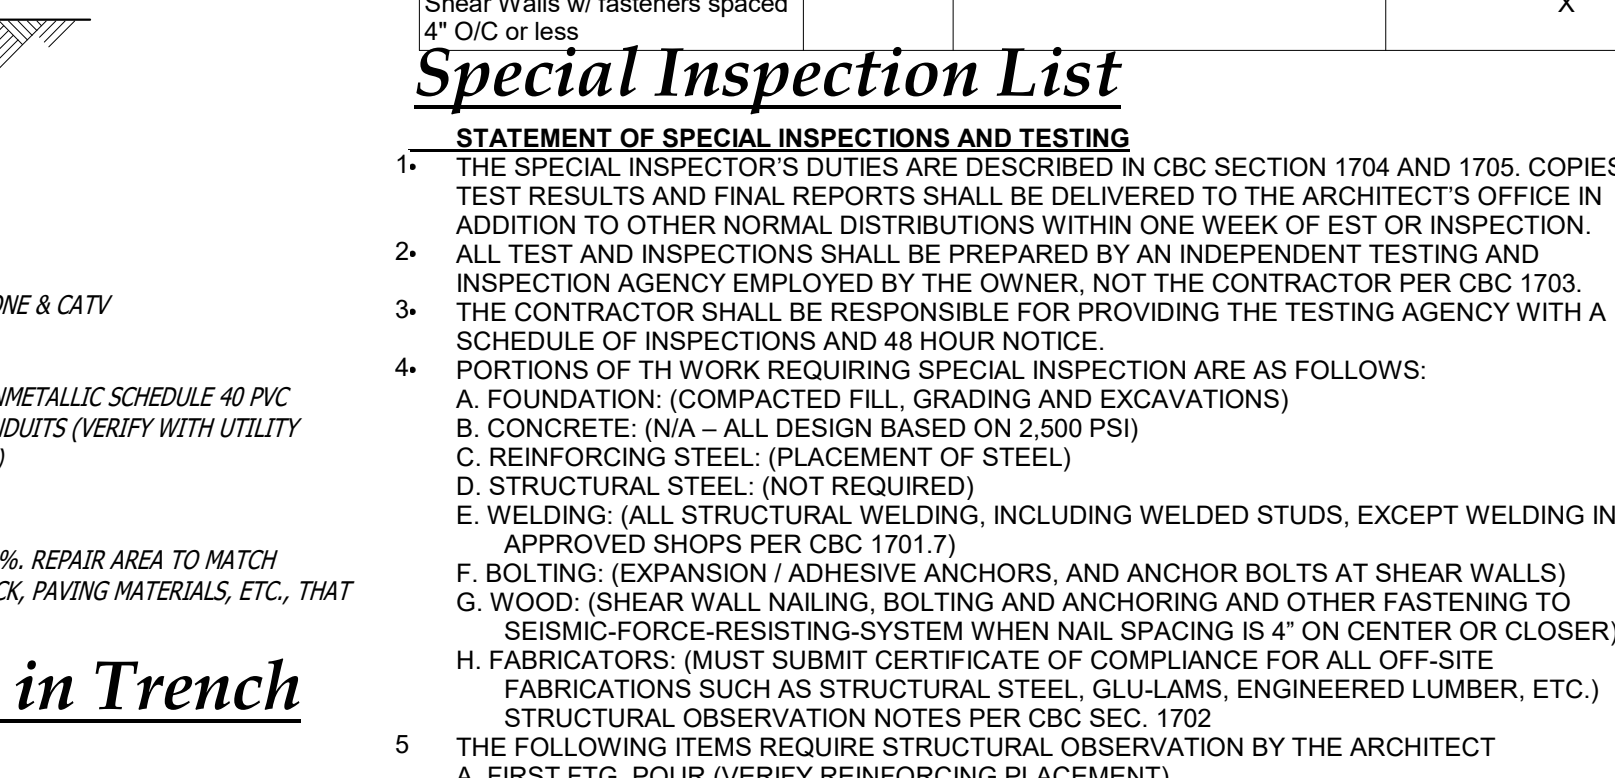 Shear Walls w/ fasteners spaced
4" O/C or less
X
Special Inspection List
STATEMENT OF SPECIAL INSPECTIONS AND TESTING
1. THE SPECIAL INSPECTOR’S DUTIES ARE DESCRIBED IN CBC SECTION 1704 AND 1705. COPIES
TEST RESULTS AND FINAL REPORTS SHALL BE DELIVERED TO THE ARCHITECT’S OFFICE IN
ADDITION TO OTHER NORMAL DISTRIBUTIONS WITHIN ONE WEEK OF EST OR INSPECTION.
2. ALL TEST AND INSPECTIONS SHALL BE PREPARED BY AN INDEPENDENT TESTING AND
INSPECTION AGENCY EMPLOYED BY THE OWNER, NOT THE CONTRACTOR PER CBC 1703.
3. THE CONTRACTOR SHALL BE RESPONSIBLE FOR PROVIDING THE TESTING AGENCY WITH A
SCHEDULE OF INSPECTIONS AND 48 HOUR NOTICE.
4. PORTIONS OF TH WORK REQUIRING SPECIAL INSPECTION ARE AS FOLLOWS:
A. FOUNDATION: (COMPACTED FILL, GRADING AND EXCAVATIONS)
B. CONCRETE: (N/A – ALL DESIGN BASED ON 2,500 PSI)
C. REINFORCING STEEL: (PLACEMENT OF STEEL)
D. STRUCTURAL STEEL: (NOT REQUIRED)
E. WELDING: (ALL STRUCTURAL WELDING, INCLUDING WELDED STUDS, EXCEPT WELDING IN
APPROVED SHOPS PER CBC 1701.7)
F. BOLTING: (EXPANSION / ADHESIVE ANCHORS, AND ANCHOR BOLTS AT SHEAR WALLS)
G. WOOD: (SHEAR WALL NAILING, BOLTING AND ANCHORING AND OTHER FASTENING TO
SEISMIC-FORCE-RESISTING-SYSTEM WHEN NAIL SPACING IS 4” ON CENTER OR CLOSER)
H. FABRICATORS: (MUST SUBMIT CERTIFICATE OF COMPLIANCE FOR ALL OFF-SITE
FABRICATIONS SUCH AS STRUCTURAL STEEL, GLU-LAMS, ENGINEERED LUMBER, ETC.)
STRUCTURAL OBSERVATION NOTES PER CBC SEC. 1702
5 THE FOLLOWING ITEMS REQUIRE STRUCTURAL OBSERVATION BY THE ARCHITECT
A. FIRST FTG. POUR (VERIFY REINFORCING PLACEMENT)
ONE & CATV
NMETALLIC SCHEDULE 40 PVC
NDUITS (VERIFY WITH UTILITY
)
%. REPAIR AREA TO MATCH
CK, PAVING MATERIALS, ETC., THAT
in Trench